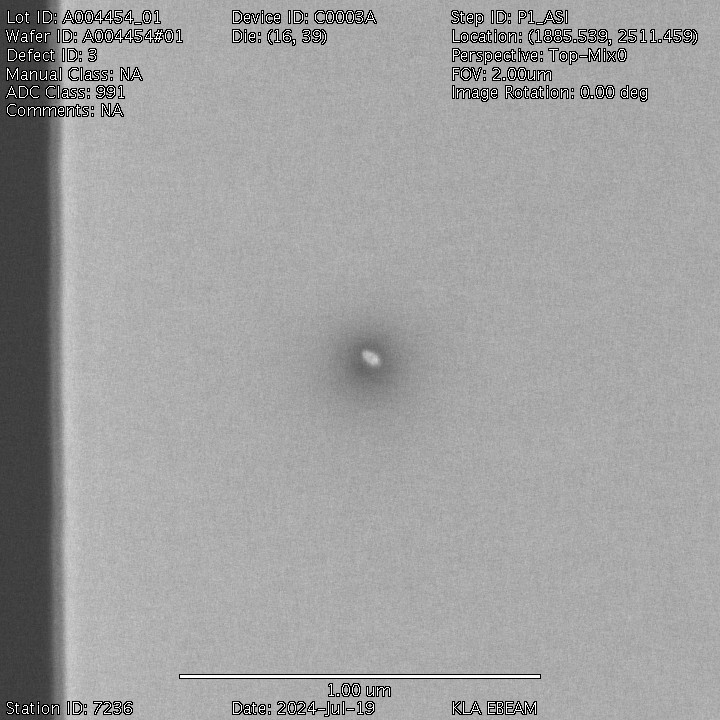 Lot ID: A004454_01
Device ID: C0003A
Step ID: P1_ASI
Wafer ID: A004454#01
Die: (16, 39)
Location: (1885.539, 2511.459)
Defect ID: 3
Perspective: Top-Mix0
Manual Class: NA
FOV: 2.00um
ADC Class: 991
Image Rotation: 0.00 deg
Comments: NA
1.00 um
Station ID: 7236
Date: 2024-Jul-19
KLA EBEAM